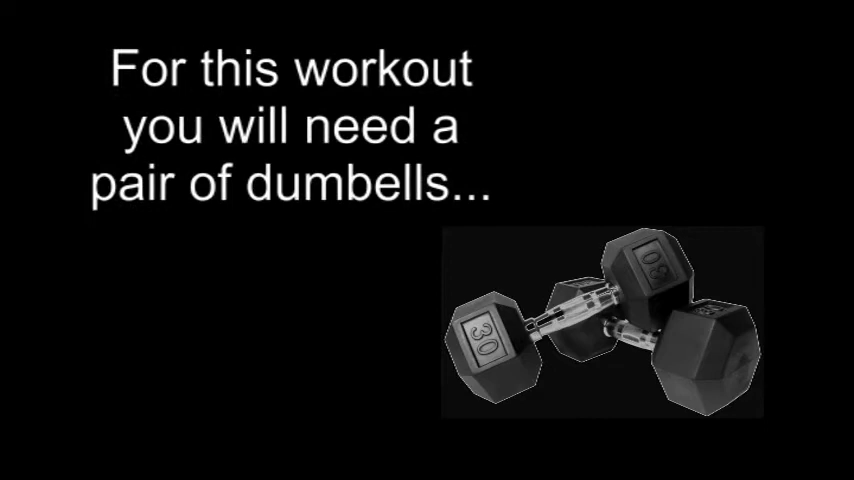 For this workout
you will need a
pair of dumbells...
30
30